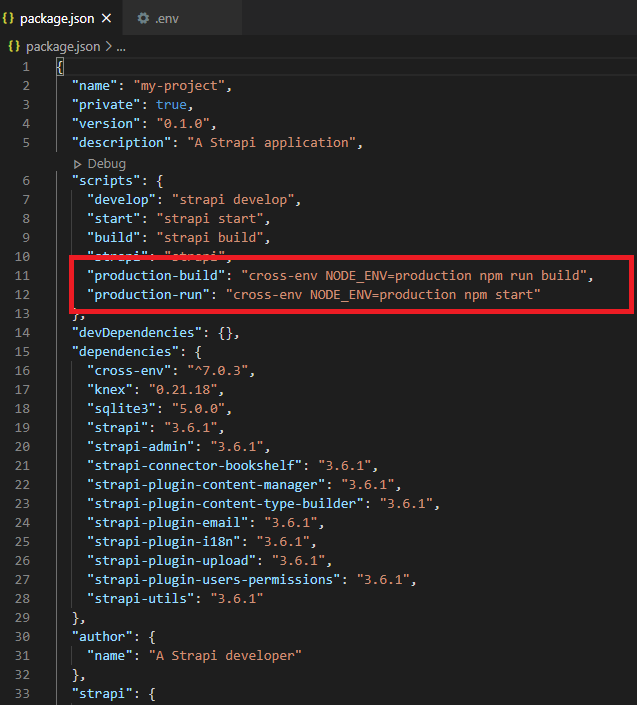 {} package.json ×
.env
{} package.json > ...
1 {
2 "name": "my-project",
3 "private": true,
4 "version": "0.1.0",
5 "description": "A Strapi application",
Debug
6 "scripts": {
7 "develop": "strapi develop",
8 "start": "strapi start",
9 "build": "strapi build",
10 "strapi": "strapi",
11 "production-build": "cross-env NODE_ENV=production npm run build",
12 "production-run": "cross-env NODE_ENV=production npm start"
13 },
14 "devDependencies": {},
15 "dependencies": {
16 "cross-env": "^7.0.3",
17 "knex": "0.21.18",
18 "sqlite3": "5.0.0",
19 "strapi": "3.6.1",
20 "strapi-admin": "3.6.1",
21 "strapi-connector-bookshelf": "3.6.1",
22 "strapi-plugin-content-manager": "3.6.1",
23 "strapi-plugin-content-type-builder": "3.6.1",
24 "strapi-plugin-email": "3.6.1",
25 "strapi-plugin-i18n": "3.6.1",
26 "strapi-plugin-upload": "3.6.1",
27 "strapi-plugin-users-permissions": "3.6.1",
28 "strapi-utils": "3.6.1"
29 },
30 "author": {
31 "name": "A Strapi developer"
32 },
33 "strapi": {